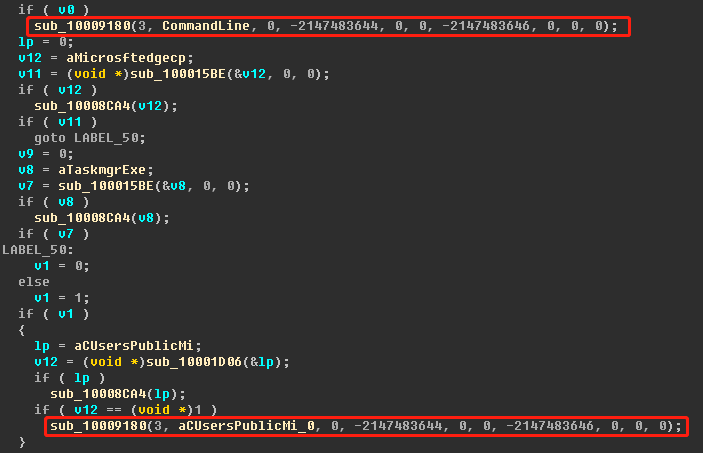 if ( v0 )
sub_10009180(3, CommandLine, 0, -2147483644, 0, 0, -2147483646, 0, 0, 0);
lp = 0;
v12 = aMicrosftedgecp;
v11 = (void *)sub_100015BE(&v12, 0, 0);
if ( v12 )
sub_10008CA4(v12);
if ( v11 )
goto LABEL_50;
v9 = 0;
v8 = aTaskmgrExe;
v7 = sub_100015BE(&v8, 0, 0);
if ( v8 )
sub_10008CA4(v8);
if ( v7 )
LABEL_50:
v1 = 0;
else
v1 = 1;
if ( v1 )
{
lp = aCUsersPublicMi;
v12 = (void *)sub_10001D06(&lp);
if ( lp )
sub_10008CA4(lp);
if ( v12 == (void *)1 )
sub_10009180(3, aCUsersPublicMi_0, 0, -2147483644, 0, 0, -2147483646, 0, 0, 0);
}